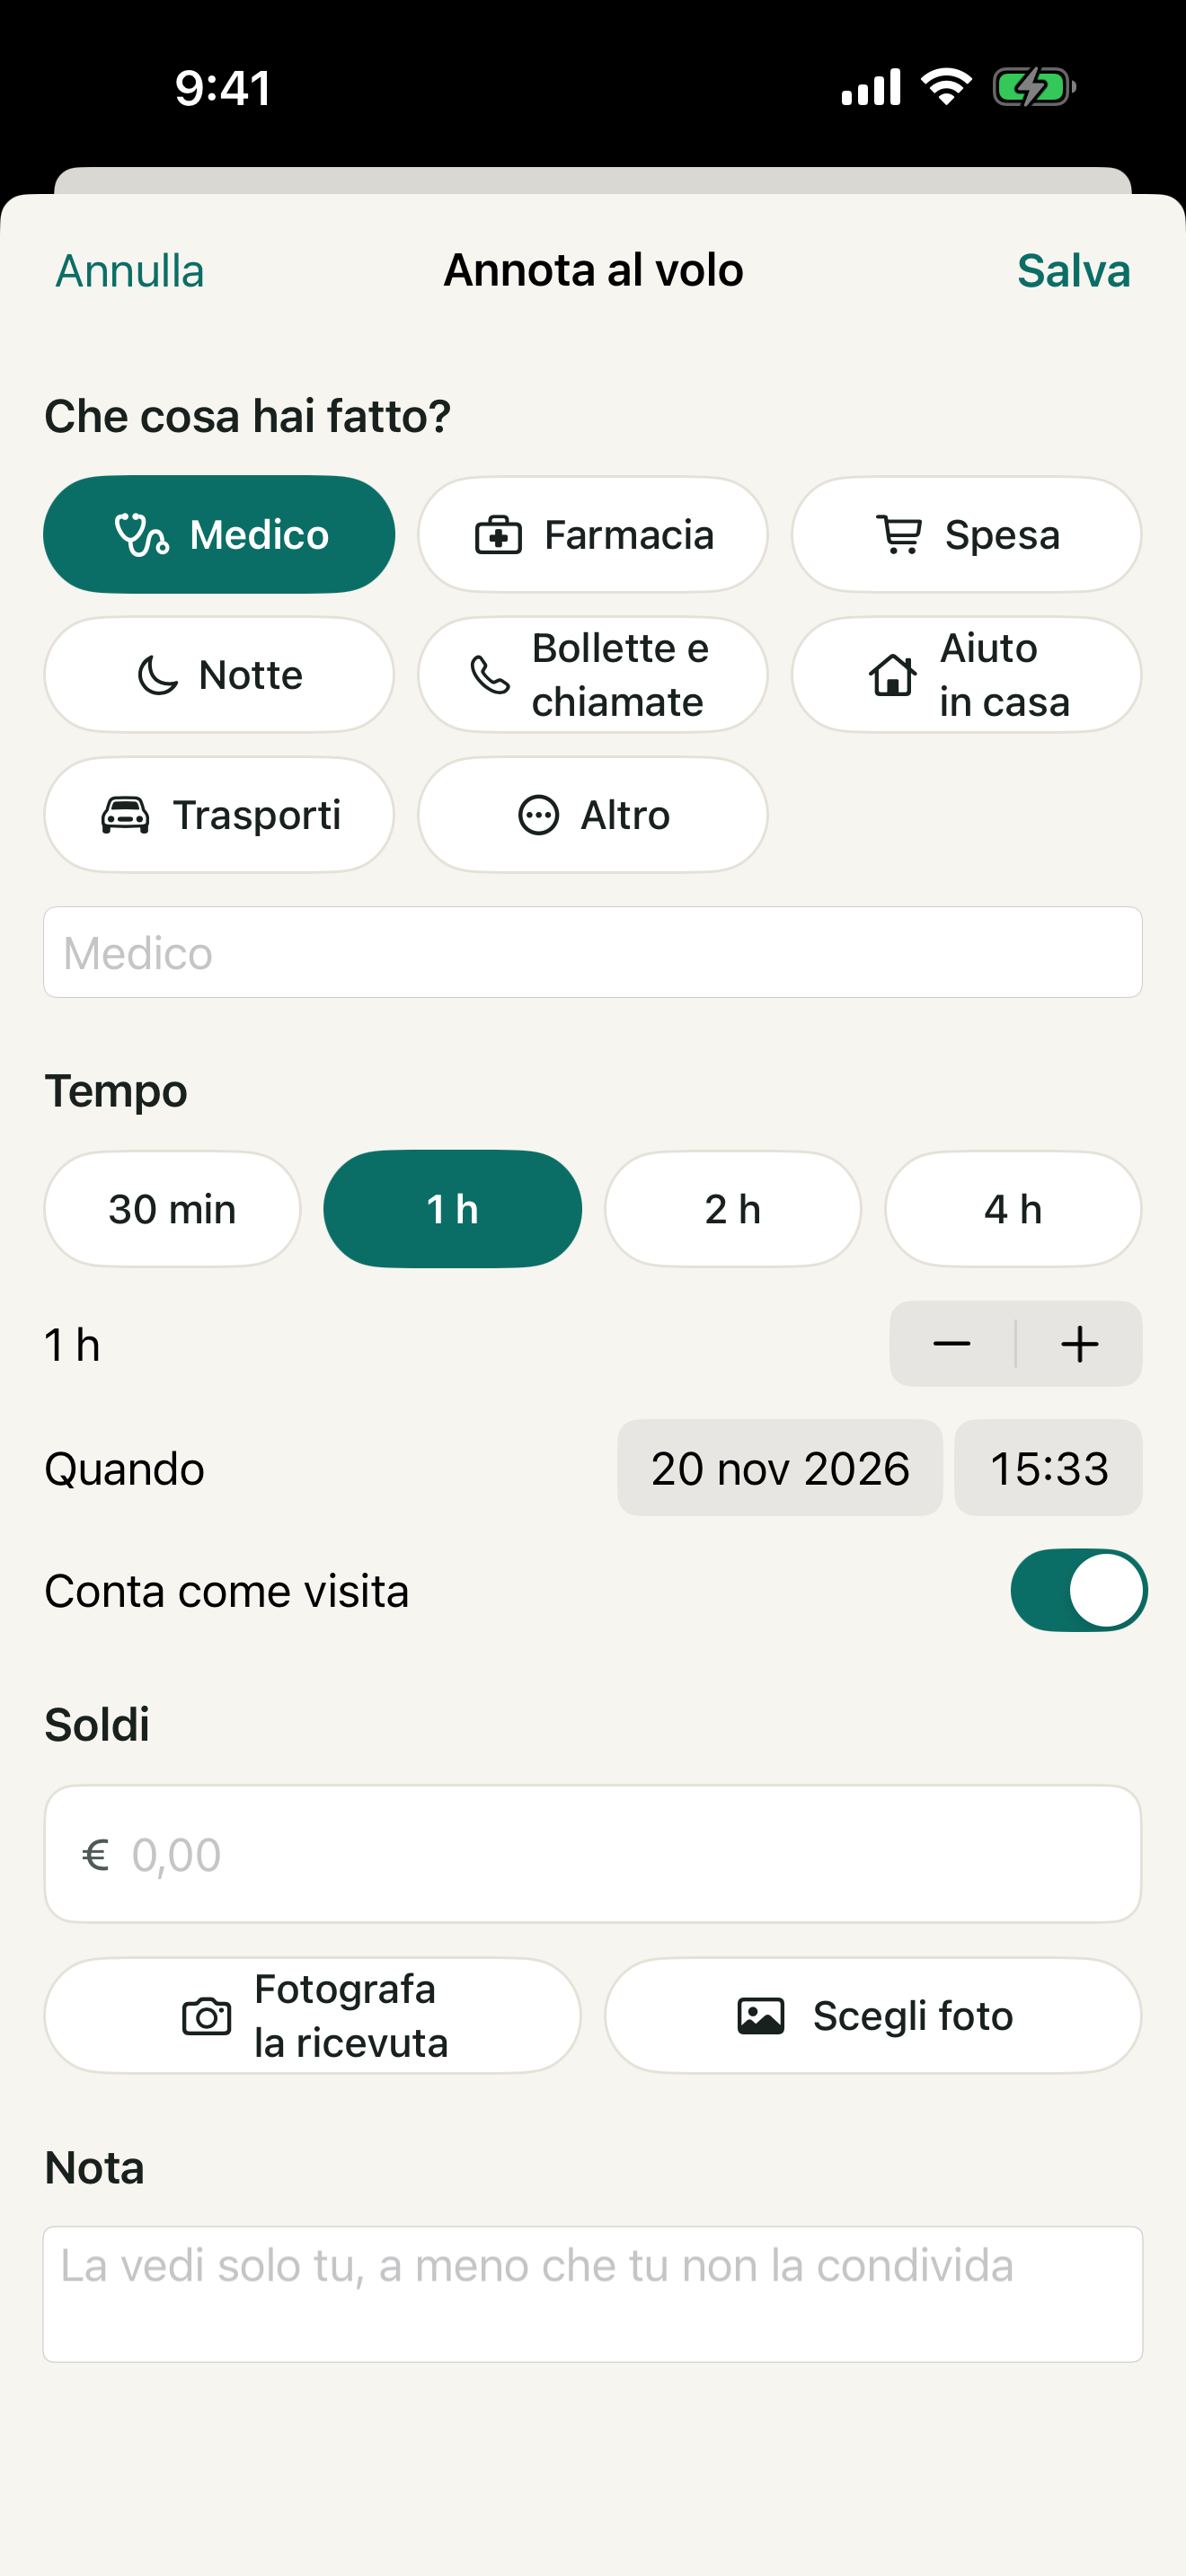 9:41
Annulla
Annota al volo
Salva
Che cosa hai fatto?
Medico
Farmacia
Spesa
Notte
Bollette e
chiamate
Aiuto
in casa
Trasporti
Altro
Medico
Tempo
30 min
1 h
2 h
4 h
1 h
Quando
20 nov 2026
15:33
Conta come visita
Soldi
€ 0,00
Fotografa
la ricevuta
Scegli foto
Nota
La vedi solo tu, a meno che tu non la condivida